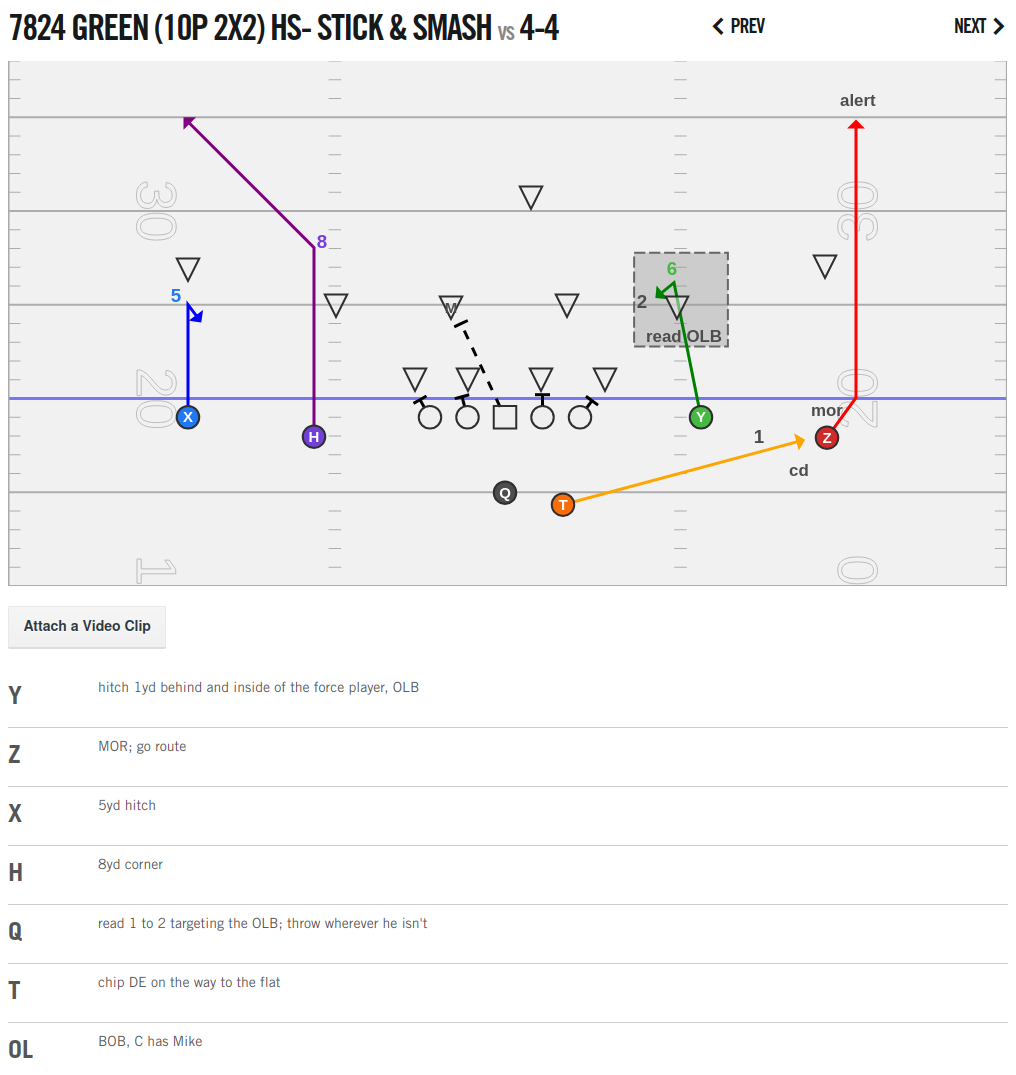 7824 GREEN (10P 2X2) HS- STICK & SMASH vs 4-4
PREV
NEXT
alert
30
30
8
6
5
2
M
read OLB
20
20
X
H
Y
mor
Z
1
cd
Q
T
1
0
Attach a Video Clip
Y hitch 1yd behind and inside of the force player, OLB
Z MOR; go route
X 5yd hitch
H 8yd corner
Q read 1 to 2 targeting the OLB; throw wherever he isn't
T chip DE on the way to the flat
OL BOB, C has Mike